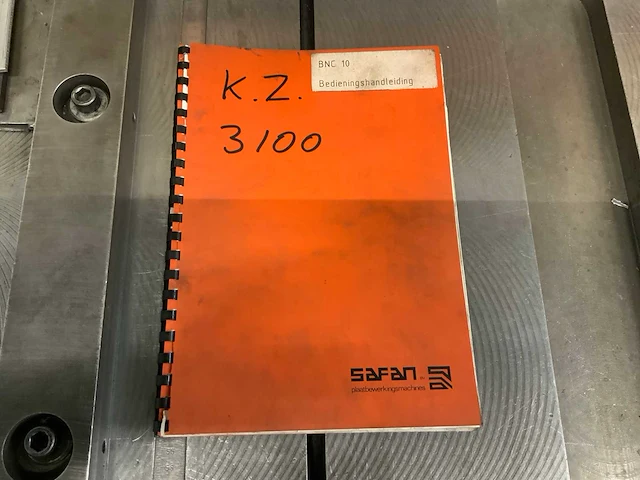 BNC 10
Bedieningshandleiding
K.Z.
3100
SAFAN
plaatbewerkingsmachines